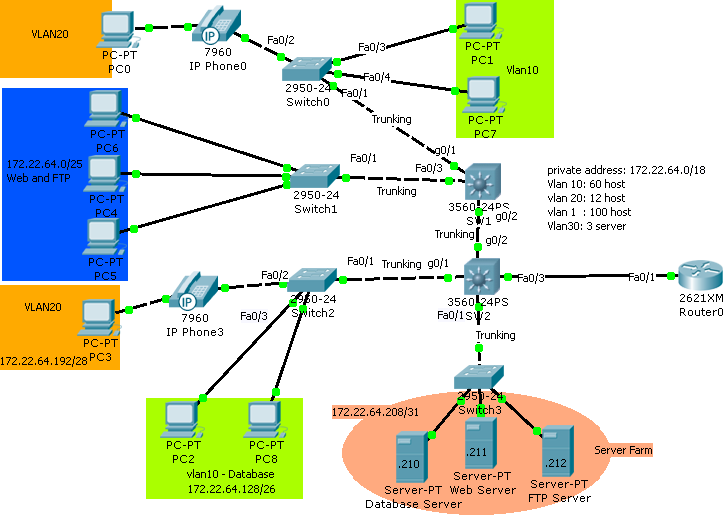 VLAN20
PC-PT
PC0
IP
7960
IP Phone0
Fa0/2
2950-24
Switch0
Fa0/3
Fa0/4
Fa0/1
PC-PT
PC1
Vlan10
PC-PT
PC7
Trunking
g0/1
172.22.64.0/25
Web and FTP
PC-PT
PC6
PC-PT
PC4
PC-PT
PC5
2950-24
Switch1
Fa0/1
Trunking
Fa0/3
3560-24PS
SW1
g0/2
Trunking
g0/2
private address: 172.22.64.0/18
Vlan 10: 60 host
vlan 20: 12 host
vlan 1 : 100 host
Vlan30: 3 server
VLAN20
PC-PT
PC3
172.22.64.192/28
IP
7960
IP Phone3
Fa0/2
2950-24
Switch2
Fa0/3
Fa0/1
Trunking
g0/1
3560-24PS
SW2
Fa0/3
Fa0/1
2621XM
Router0
Fa0/1
Trunking
2950-24
Switch3
PC-PT
PC2
PC-PT
PC8
vlan10 - Database
172.22.64.128/26
172.22.64.208/31
Server Farm
.210
Server-PT
Database Server
.211
Server-PT
Web Server
.212
Server-PT
FTP Server